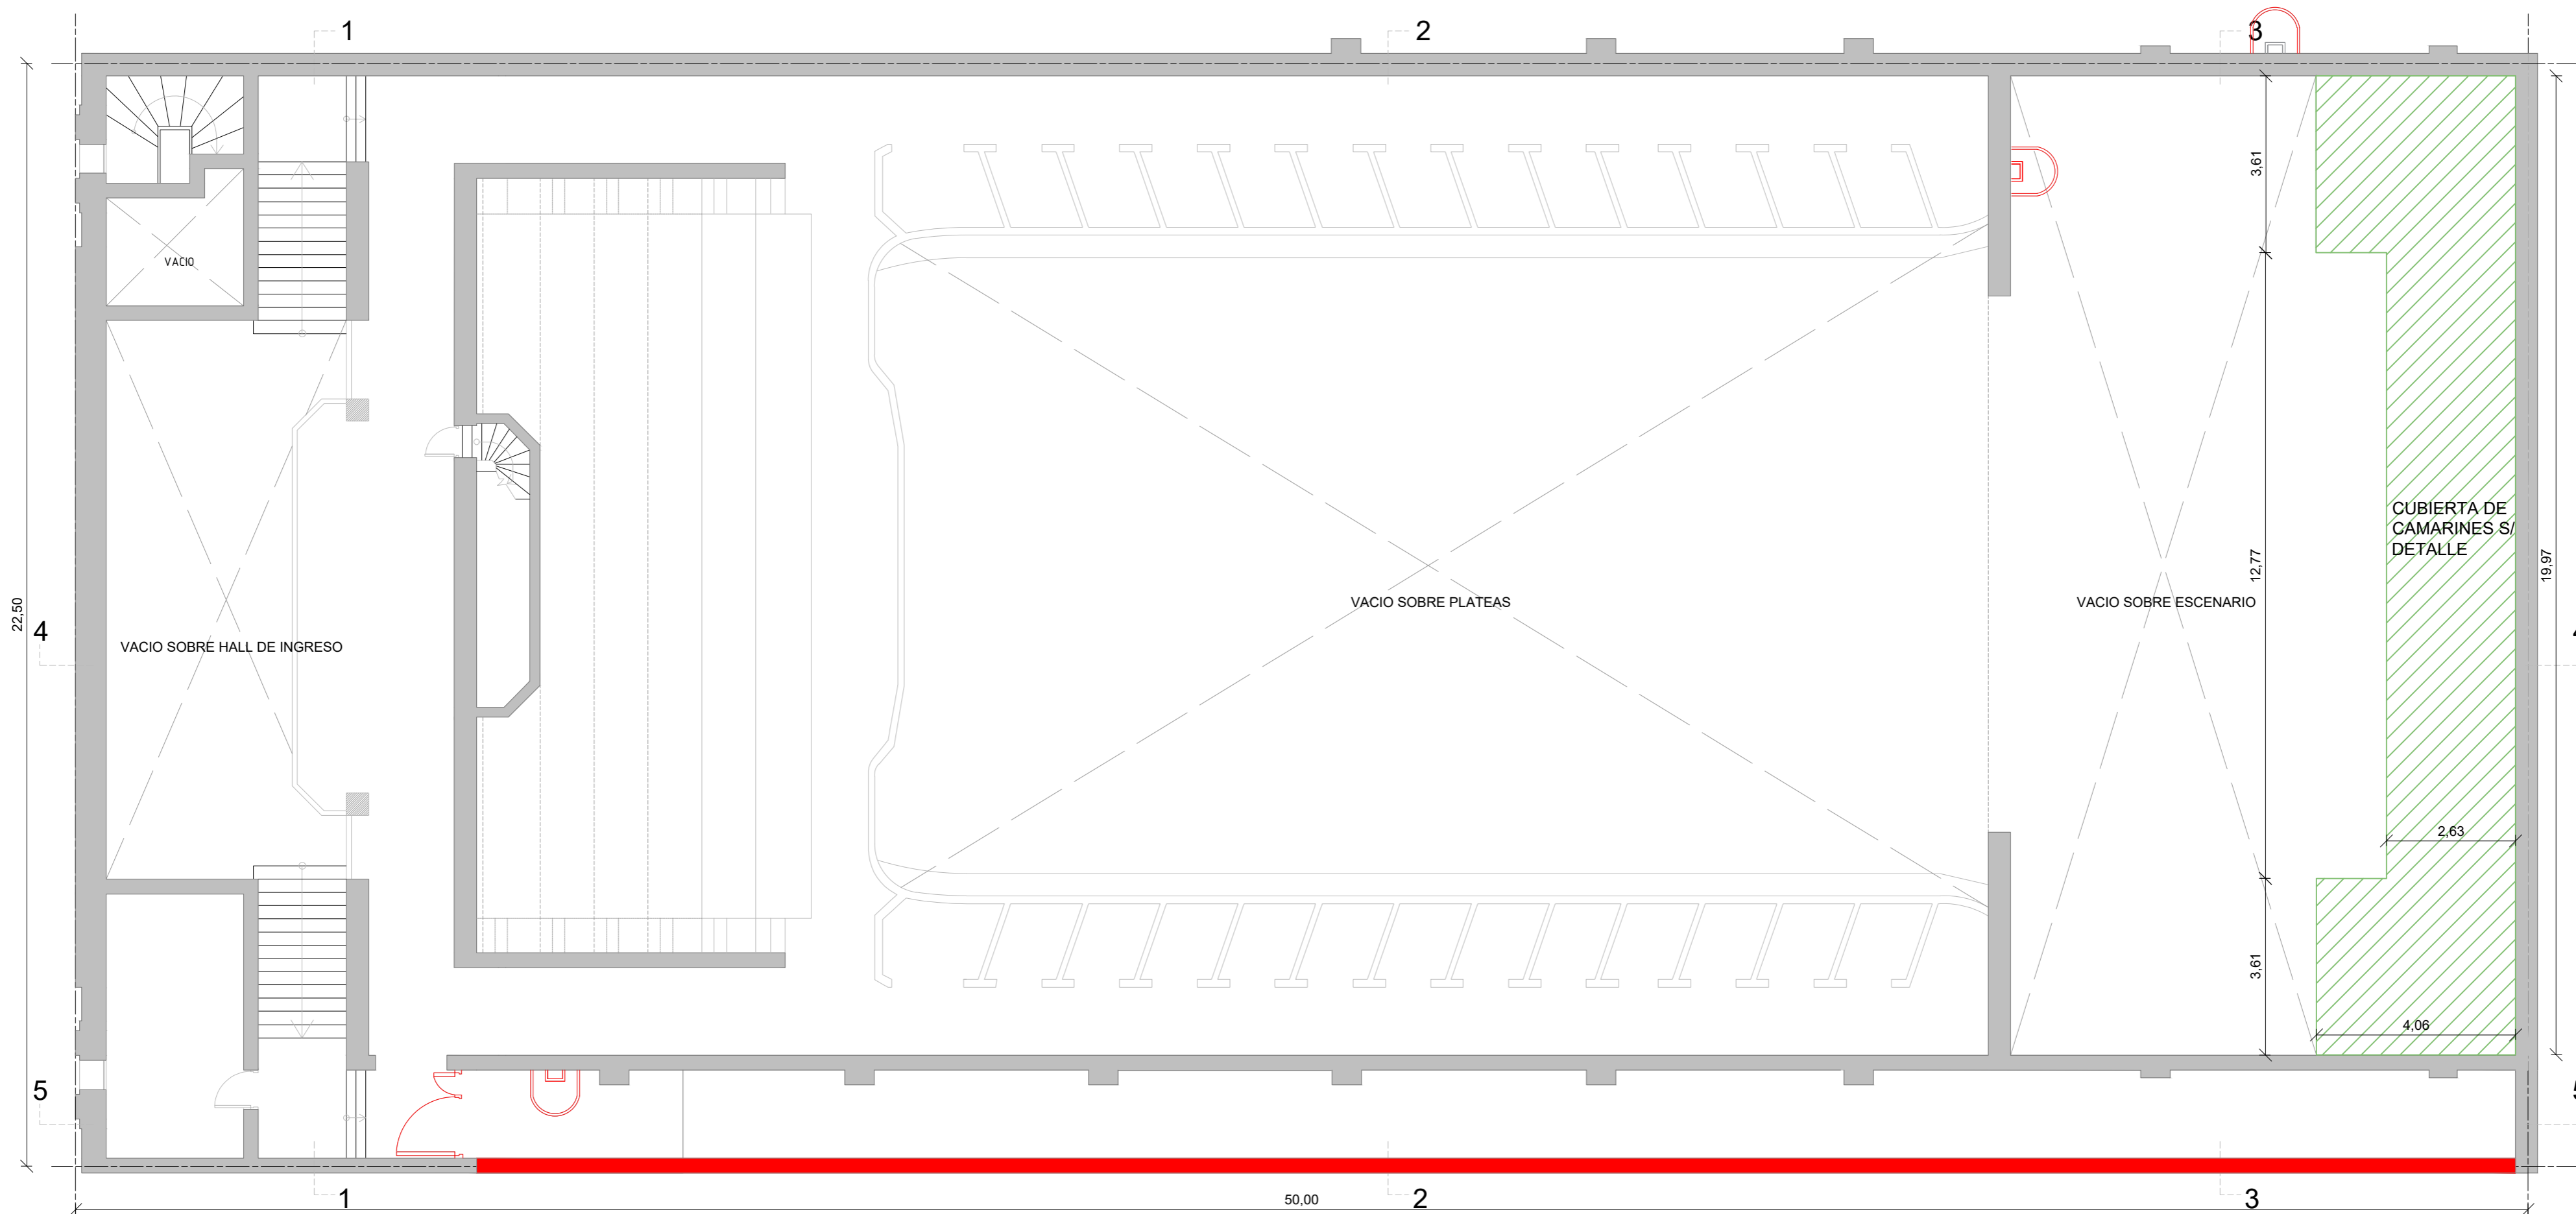 1
2
3
3,61
VACIO
CUBIERTA DE
CAMARINES S/
DETALLE
12,77
19,97
VACIO SOBRE PLATEAS
VACIO SOBRE ESCENARIO
22,50
4
4
VACIO SOBRE HALL DE INGRESO
2,63
3,61
4,06
5
5
1
50,00
2
3